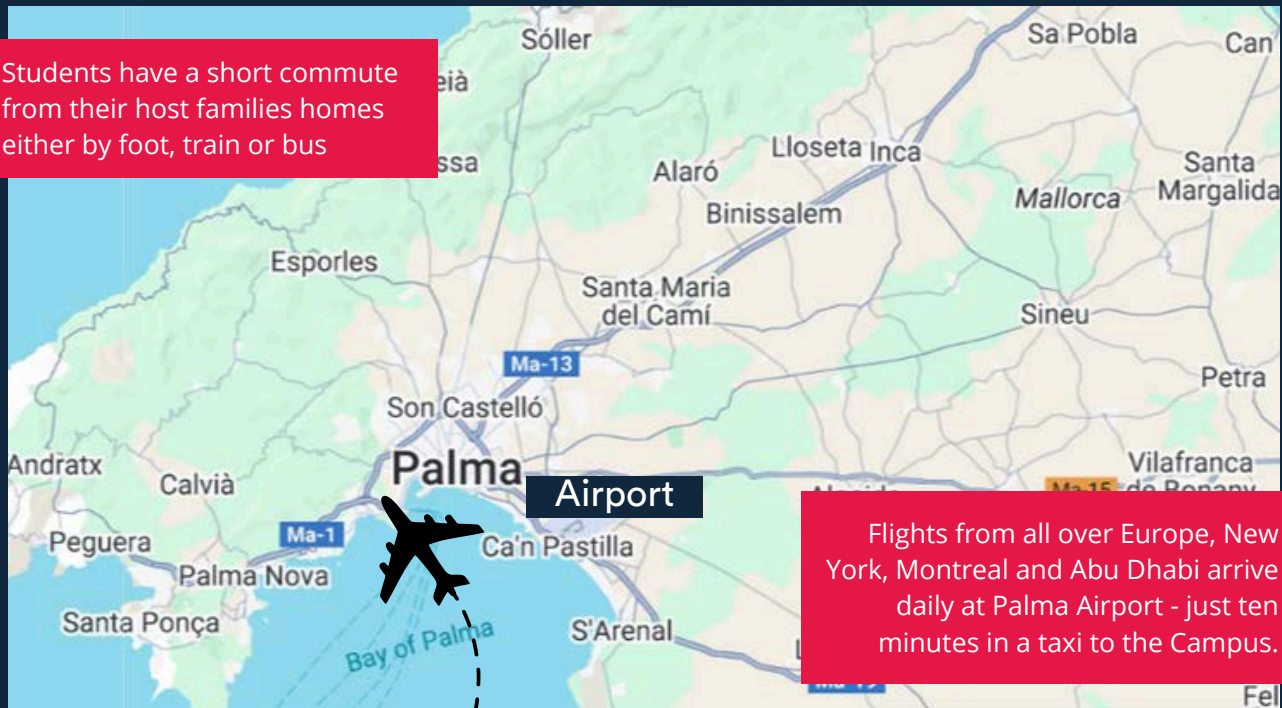 Students have a short commute
from their host families homes
either by foot, train or bus
Sóller
Sa Pobla
Can
eià
ssa
Alaró
Lloseta
Inca
Binissalem
Mallorca
Santa
Margalida
Esporles
Santa Maria
del Camí
Sineu
Ma-13
Petra
Son Castelló
Andratx
Calvià
Palma
Airport
Vilafranca
de Bonany
Ma-15
Peguera
Ma-1
Ca'n Pastilla
Palma Nova
Santa Ponça
S'Arenal
Bay of Palma
Flights from all over Europe, New
York, Montreal and Abu Dhabi arrive
daily at Palma Airport - just ten
minutes in a taxi to the Campus.
Ma-19
Fel